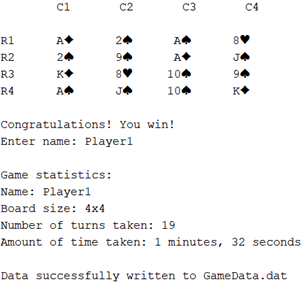 C1 C2 C3 C4
R1 A♦ 2♠ A♠ 8♥
R2 2♠ 9♠ A♦ J♠
R3 K♦ 8♥ 10♠ 9♠
R4 A♠ J♠ 10♠ K♦
Congratulations! You win!
Enter name: Player1
Game statistics:
Name: Player1
Board size: 4x4
Number of turns taken: 19
Amount of time taken: 1 minutes, 32 seconds
Data successfully written to GameData.dat